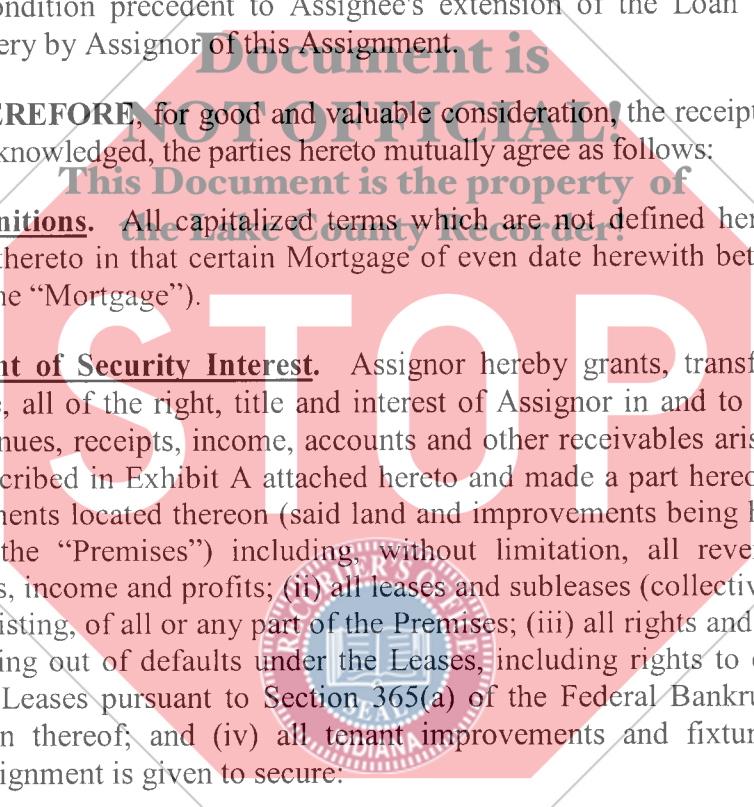 ondition precedent to Assignee's extension of the Loan
ery by Assignor of this Assignment.
Document is
EREFORE, for good and valuable consideration, the receipt
NOT OFFICIAL!
knowledged, the parties hereto mutually agree as follows:
This Document is the property of
nitions. All capitalized terms which are not defined her
the Lake County Recorder!
thereto in that certain Mortgage of even date herewith bet
ne “Mortgage”).
nt of Security Interest. Assignor hereby grants, transf
, all of the right, title and interest of Assignor in and to
nues, receipts, income, accounts and other receivables aris
STOP
cribed in Exhibit A attached hereto and made a part hereo
nents located thereon (said land and improvements being h
the “Premises”) including, without limitation, all reve
s, income and profits; (ii) all leases and subleases (collectiv
isting, of all or any part of the Premises; (iii) all rights and
ing out of defaults under the Leases, including rights to
Leases pursuant to Section 365(a) of the Federal Bankru
n thereof; and (iv) all tenant improvements and fixtur
ignment is given to secure:
RECORDER'S OFFICE
SEAL
INDIANA